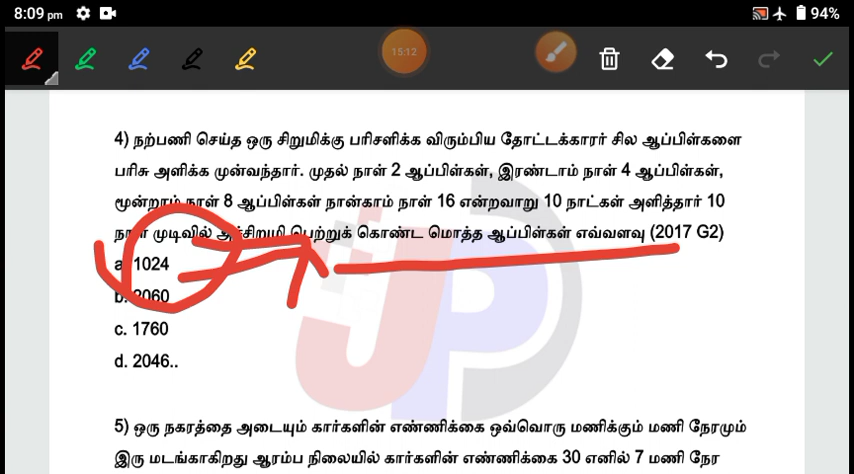 8:09 pm
94%
15:12
4) நற்பணி செய்த ஒரு சிறுமிக்கு பரிசளிக்க விரும்பிய தோட்டக்காரர் சில ஆப்பிள்களை
பரிசு அளிக்க முன்வந்தார். முதல் நாள் 2 ஆப்பிள்கள், இரண்டாம் நாள் 4 ஆப்பிள்கள்,
மூன்றாம் நாள் 8 ஆப்பிள்கள் நான்காம் நாள் 16 என்றவாறு 10 நாட்கள் அளித்தார் 10
நாள் முடிவில் அச்சிறுமி பெற்றுக் கொண்ட மொத்த ஆப்பிள்கள் எவ்வளவு (2017 G2)
a. 1024
b. 2060
c. 1760
d. 2046..
5) ஒரு நகரத்தை அடையும் கார்களின் எண்ணிக்கை ஒவ்வொரு மணிக்கும் மணி நேரமும்
இரு மடங்காகிறது ஆரம்ப நிலையில் கார்களின் எண்ணிக்கை 30 எனில் 7 மணி நேர
JP